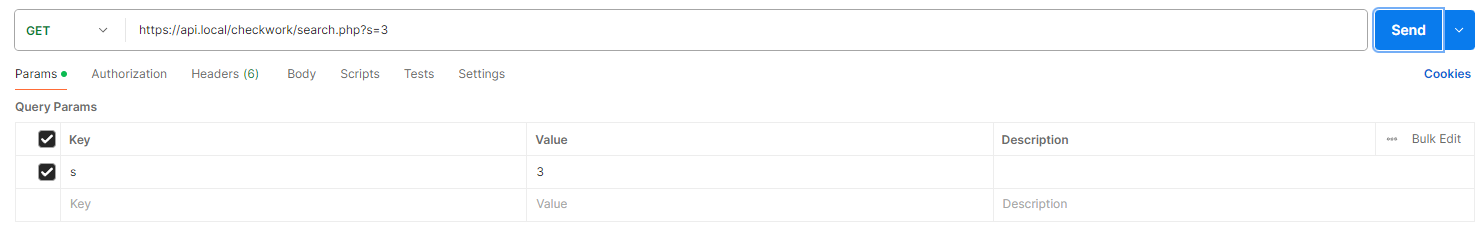 GET https://api.local/checkwork/search.php?s=3 Send
Params Authorization Headers (6) Body Scripts Tests Settings Cookies
Query Params
Key Value Description Bulk Edit
s 3
Key Value Description